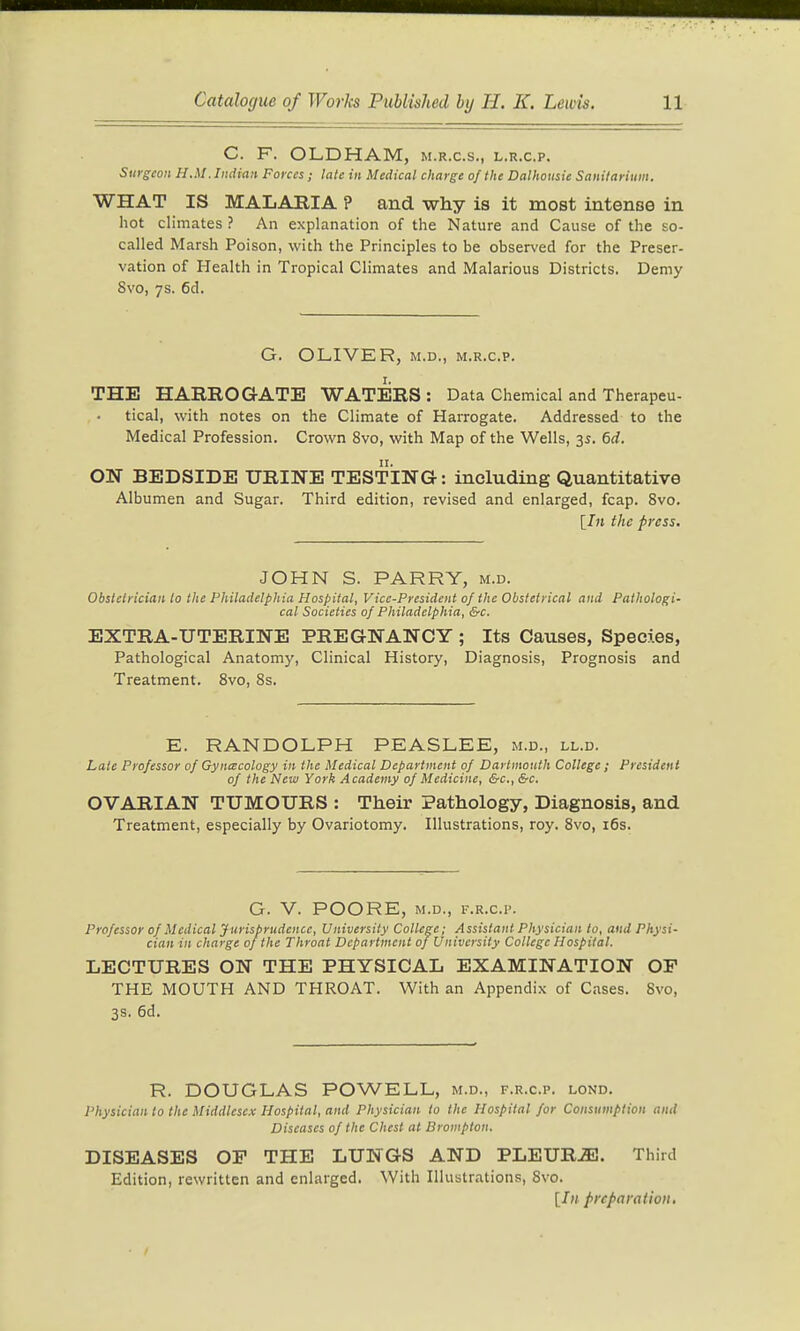 Catalogue of Works Published by H. K. Lewis. 11
C. F. OLDHAM, M.R.C.S., L.R.C.P.
Surgeon H.M. Indian Forces; late in Medical charge of the Dalhousie Sanitarium.
WHAT IS MALARIA? and why is it most intense in
hot climates? An explanation of the Nature and Cause of the so-
called Marsh Poison, with the Principles to be observed for the Preser-
vation of Health in Tropical Climates and Malarious Districts. Demy
8vo, 7s. 6d.
G. OLIVER, M.D., M.R.C.P.
I.
THE HARROGATE WATERS: Data Chemical and Therapeu-
tical, with notes on the Climate of Harrogate. Addressed to the
Medical Profession. Crown 8vo, with Map of the Wells, 3s. 6d.
II.
ON BEDSIDE URINE TESTING: including Quantitative
Albumen and Sugar. Third edition, revised and enlarged, fcap. 8vo.
[In the press.
JOHN S. PARRY, M.D.
Obstetrician to the Philadelphia Hospital, Vice-President of the Obstetrical and Pathologi-
cal Societies of Philadelphia, &c.
EXTRA-UTERINE PREGNANCY; Its Causes, Species,
Pathological Anatomy, Clinical History, Diagnosis, Prognosis and
Treatment. 8vo, 8s.
E. RANDOLPH PEASLEE, M.D., LL.D.
Late Professor of Gynæcology in the Medical Department of Dartmouth College; President
of the New York Academy of Medicine, &c., &c.
OVARIAN TUMOURS: Their Pathology, Diagnosis, and
Treatment, especially by Ovariotomy. Illustrations, roy. 8vo, 16s.
G. V. POORE, M.D., F.R.C.P.
Professor of Medical Jurisprudence, University College; Assistant Physician to, and Physi-
cian in charge of the Throat Department of University College Hospital.
LECTURES ON THE PHYSICAL EXAMINATION OF
THE MOUTH AND THROAT. With an Appendix of Cases. 8vo,
3s. 6d.
R. DOUGLAS POWELL, M.D., F.R.C.P. LOND.
Physician to the Middlesex Hospital, and Physician to the Hospital for Consumption and
Diseases of the Chest at Brompton.
DISEASES OF THE LUNGS AND PLEURÆ. Third
Edition, rewritten and enlarged. With Illustrations, 8vo.
[In preparation.